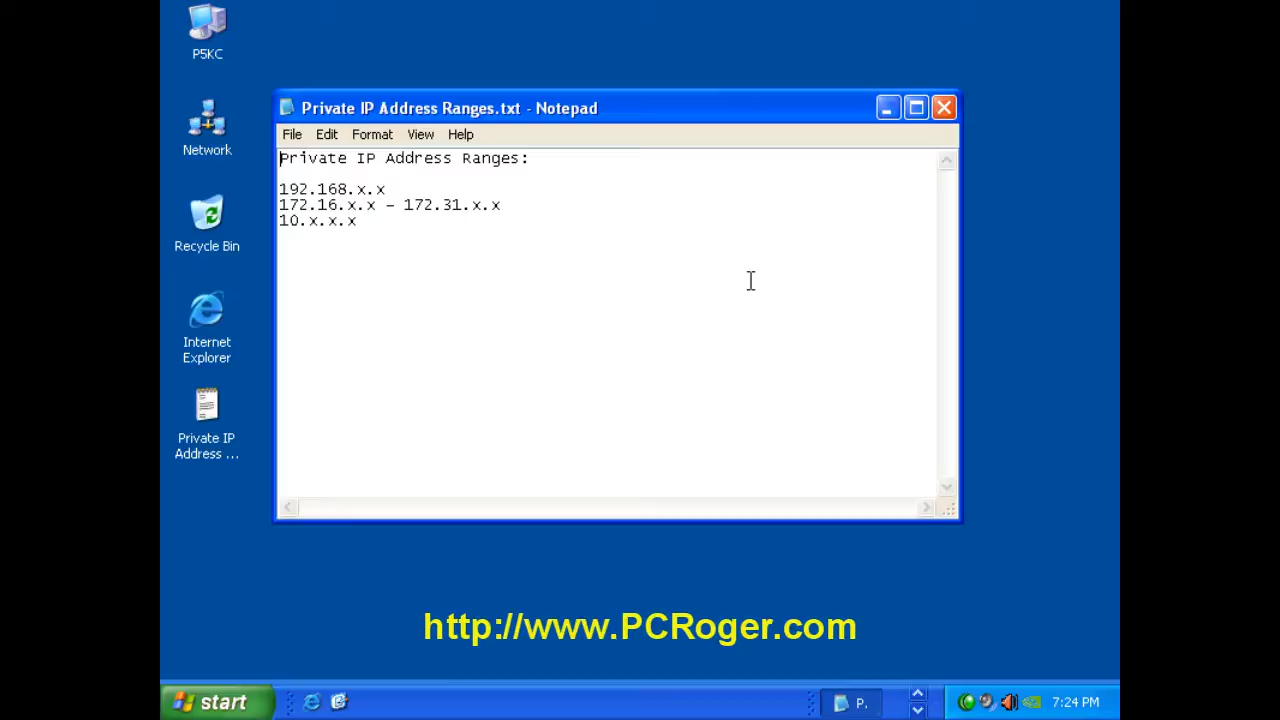 P5KC
Network
Recycle Bin
Internet
Explorer
Private IP
Address ...
Private IP Address Ranges.txt - Notepad
File Edit Format View Help
Private IP Address Ranges:
192.168.x.x
172.16.x.x - 172.31.x.x
10.x.x.x
http://www.PCRoger.com
start
P.
7:24 PM